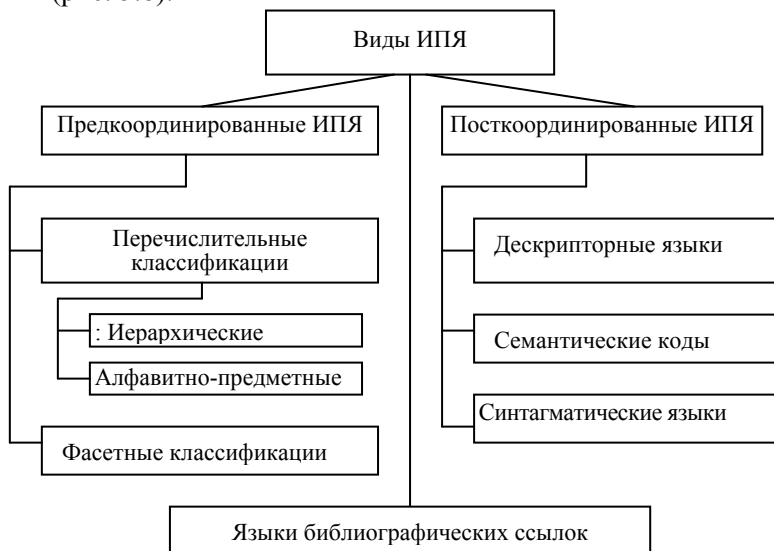 Виды ИПЯ
Предкоординированные ИПЯ
Посткоординированные ИПЯ
Перечислительные
классификации
: Иерархические
Алфавитно-предметные
Фасетные классификации
Дескрипторные языки
Семантические коды
Синтагматические языки
Языки библиографических ссылок